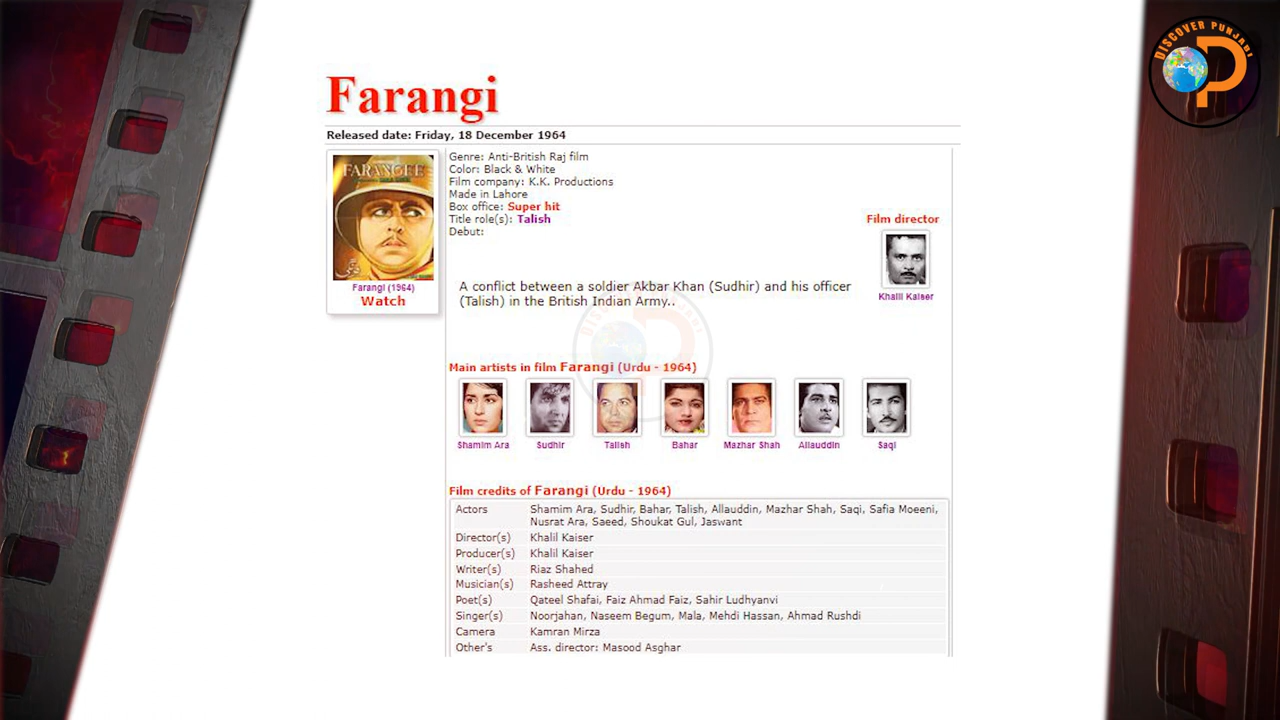 DISCOVER PUNJABI
Farangi
Released date: Friday, 18 December 1964
FARANGEE
فرنگی
Farangi (1964)
Watch
Genre: Anti-British Raj film
Color: Black & White
Film company: K.K. Productions
Made in Lahore
Box office: Super hit
Title role(s): Talish
Debut:
Film director
Khalil Kaiser
A conflict between a soldier Akbar Khan (Sudhir) and his officer
(Talish) in the British Indian Army..
Main artists in film Farangi (Urdu - 1964)
Shamim Ara Sudhir Talish Bahar Mazhar Shah Allauddin Saqi
Film credits of Farangi (Urdu - 1964)
Actors Shamim Ara, Sudhir, Bahar, Talish, Allauddin, Mazhar Shah, Saqi, Safia Moeeni,
Nusrat Ara, Saeed, Shoukat Gul, Jaswant
Director(s) Khalil Kaiser
Producer(s) Khalil Kaiser
Writer(s) Riaz Shahed
Musician(s) Rasheed Attray
Poet(s) Qateel Shafai, Faiz Ahmad Faiz, Sahir Ludhyanvi
Singer(s) Noorjahan, Naseem Begum, Mala, Mehdi Hassan, Ahmad Rushdi
Camera Kamran Mirza
Other's Ass. director: Masood Asghar